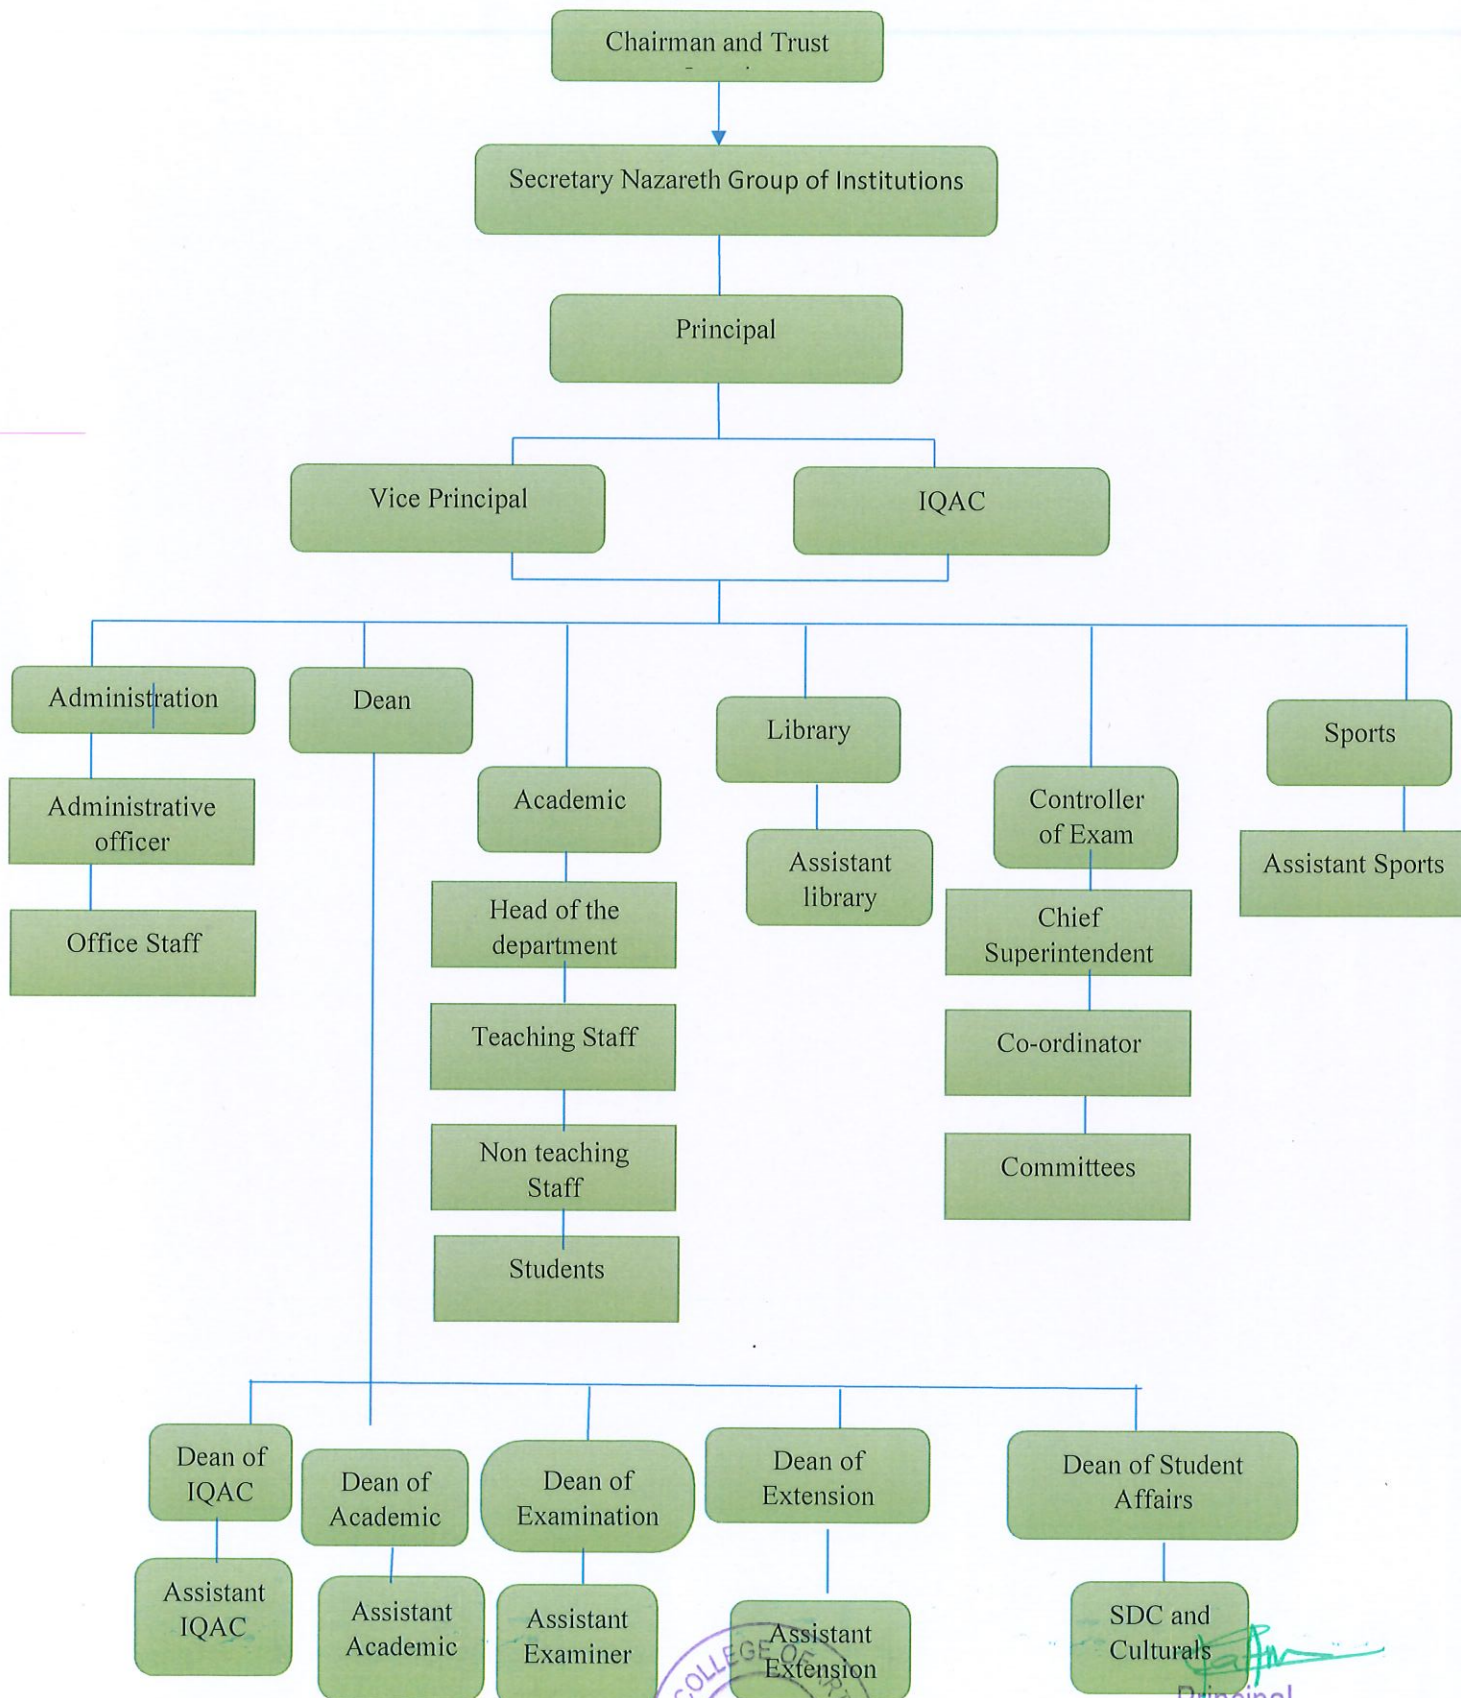 Chairman and Trust
Secretary Nazareth Group of Institutions
Principal
Vice Principal
IQAC
Administration
Dean
Academic
Library
Controller
of Exam
Sports
Administrative
officer
Office Staff
Head of the
department
Teaching Staff
Non teaching
Staff
Students
Assistant
library
Chief
Superintendent
Co-ordinator
Committees
Assistant Sports
Dean of
IQAC
Dean of
Academic
Dean of
Examination
Dean of
Extension
Dean of Student
Affairs
Assistant
IQAC
Assistant
Academic
Assistant
Examiner
Assistant
Extension
SDC and
Culturals
COLLEGE OF
Principal